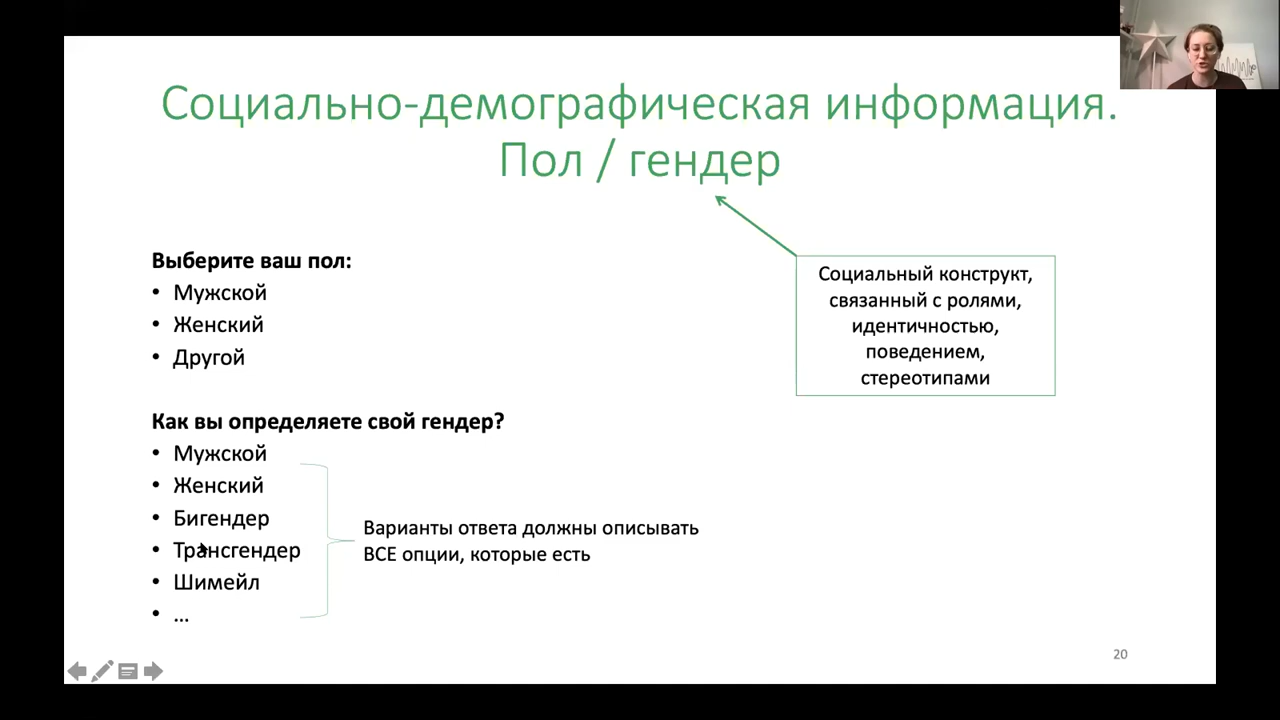 Социально-демографическая информация.
Пол / гендер
Выберите ваш пол:
• Мужской
• Женский
• Другой
Социальный конструкт,
связанный с ролями,
идентичностью,
поведением,
стереотипами
Как вы определяете свой гендер?
• Мужской
• Женский
• Бигендер
• Трансгендер
• Шимейл
• ...
Варианты ответа должны описывать
ВСЕ опции, которые есть
20